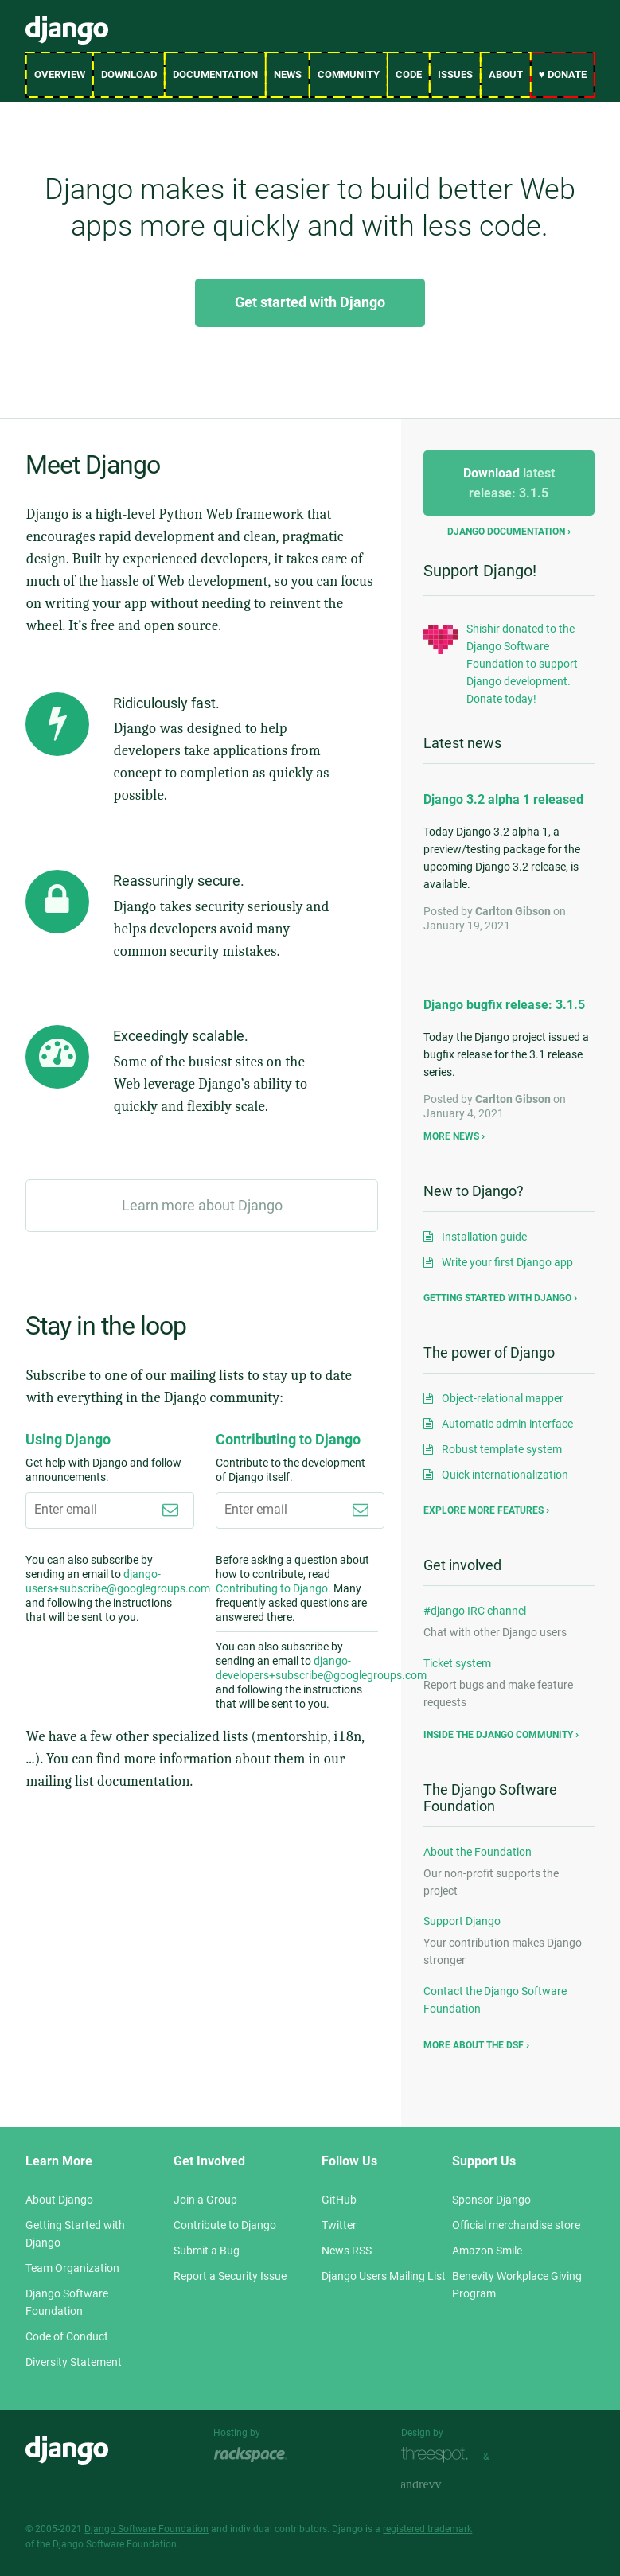 django
OVERVIEW DOWNLOAD DOCUMENTATION NEWS COMMUNITY CODE ISSUES ABOUT ♥ DONATE
Django makes it easier to build better Web
apps more quickly and with less code.
Get started with Django
Meet Django
Django is a high-level Python Web framework that
encourages rapid development and clean, pragmatic
design. Built by experienced developers, it takes care of
much of the hassle of Web development, so you can focus
on writing your app without needing to reinvent the
wheel. It’s free and open source.
Ridiculously fast.
Django was designed to help
developers take applications from
concept to completion as quickly as
possible.
Reassuringly secure.
Django takes security seriously and
helps developers avoid many
common security mistakes.
Exceedingly scalable.
Some of the busiest sites on the
Web leverage Django’s ability to
quickly and flexibly scale.
Learn more about Django
Stay in the loop
Subscribe to one of our mailing lists to stay up to date
with everything in the Django community:
Using Django
Get help with Django and follow
announcements.
Enter email
You can also subscribe by
sending an email to django-
users+subscribe@googlegroups.com
and following the instructions
that will be sent to you.
Contributing to Django
Contribute to the development
of Django itself.
Enter email
Before asking a question about
how to contribute, read
Contributing to Django. Many
frequently asked questions are
answered there.
You can also subscribe by
sending an email to django-
developers+subscribe@googlegroups.com
and following the instructions
that will be sent to you.
We have a few other specialized lists (mentorship, i18n,
…). You can find more information about them in our
mailing list documentation.
Download latest
release: 3.1.5
DJANGO DOCUMENTATION ›
Support Django!
Shishir donated to the
Django Software
Foundation to support
Django development.
Donate today!
Latest news
Django 3.2 alpha 1 released
Today Django 3.2 alpha 1, a
preview/testing package for the
upcoming Django 3.2 release, is
available.
Posted by Carlton Gibson on
January 19, 2021
Django bugfix release: 3.1.5
Today the Django project issued a
bugfix release for the 3.1 release
series.
Posted by Carlton Gibson on
January 4, 2021
MORE NEWS ›
New to Django?
Installation guide
Write your first Django app
GETTING STARTED WITH DJANGO ›
The power of Django
Object-relational mapper
Automatic admin interface
Robust template system
Quick internationalization
EXPLORE MORE FEATURES ›
Get involved
#django IRC channel
Chat with other Django users
Ticket system
Report bugs and make feature
requests
INSIDE THE DJANGO COMMUNITY ›
The Django Software
Foundation
About the Foundation
Our non-profit supports the
project
Support Django
Your contribution makes Django
stronger
Contact the Django Software
Foundation
MORE ABOUT THE DSF ›
Learn More
About Django
Getting Started with
Django
Team Organization
Django Software
Foundation
Code of Conduct
Diversity Statement
Get Involved
Join a Group
Contribute to Django
Submit a Bug
Report a Security Issue
Follow Us
GitHub
Twitter
News RSS
Django Users Mailing List
Support Us
Sponsor Django
Official merchandise store
Amazon Smile
Benevity Workplace Giving
Program
django
Hosting by
rackspace.
Design by
threespot. &
andrevv
© 2005-2021 Django Software Foundation and individual contributors. Django is a registered trademark
of the Django Software Foundation.